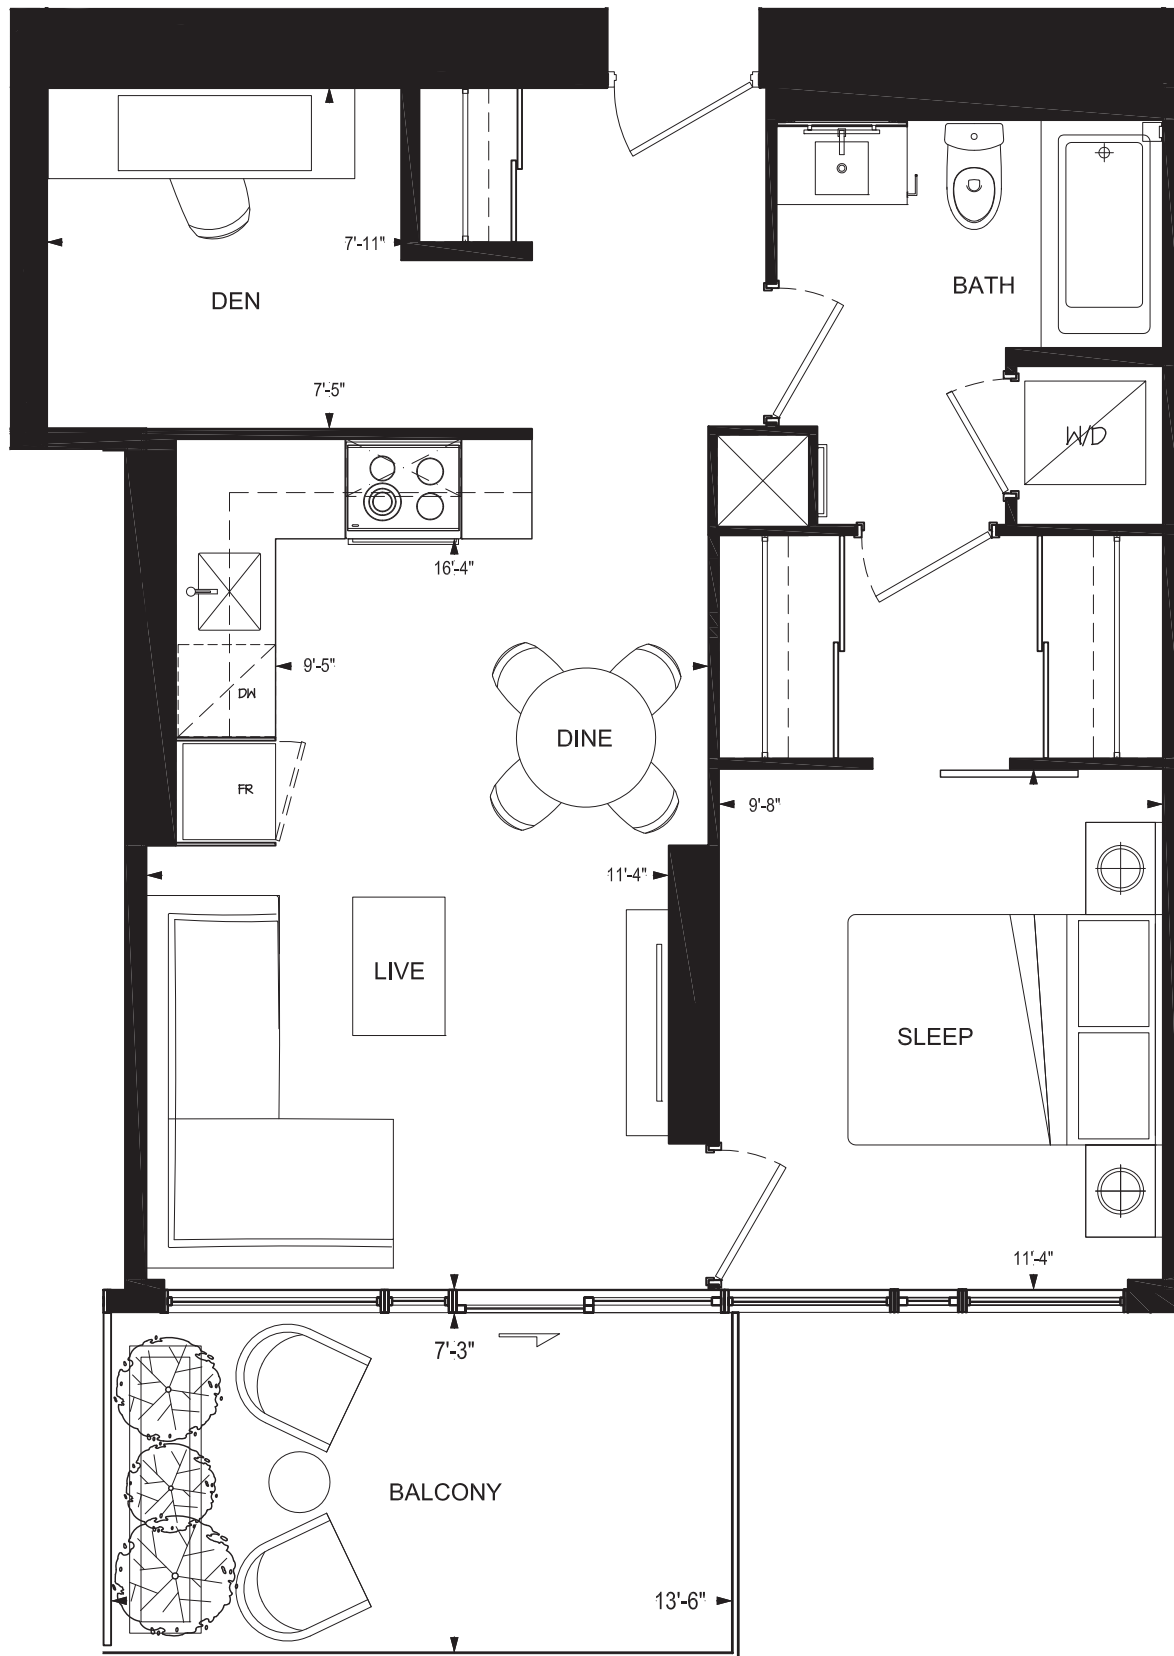 7'-11"
DEN
BATH
7'-5"
W/D
16'-4"
9'-5"
DW
DINE
FR
9'-8"
11'-4"
LIVE
SLEEP
11'-4"
7'-3"
BALCONY
13'-6"